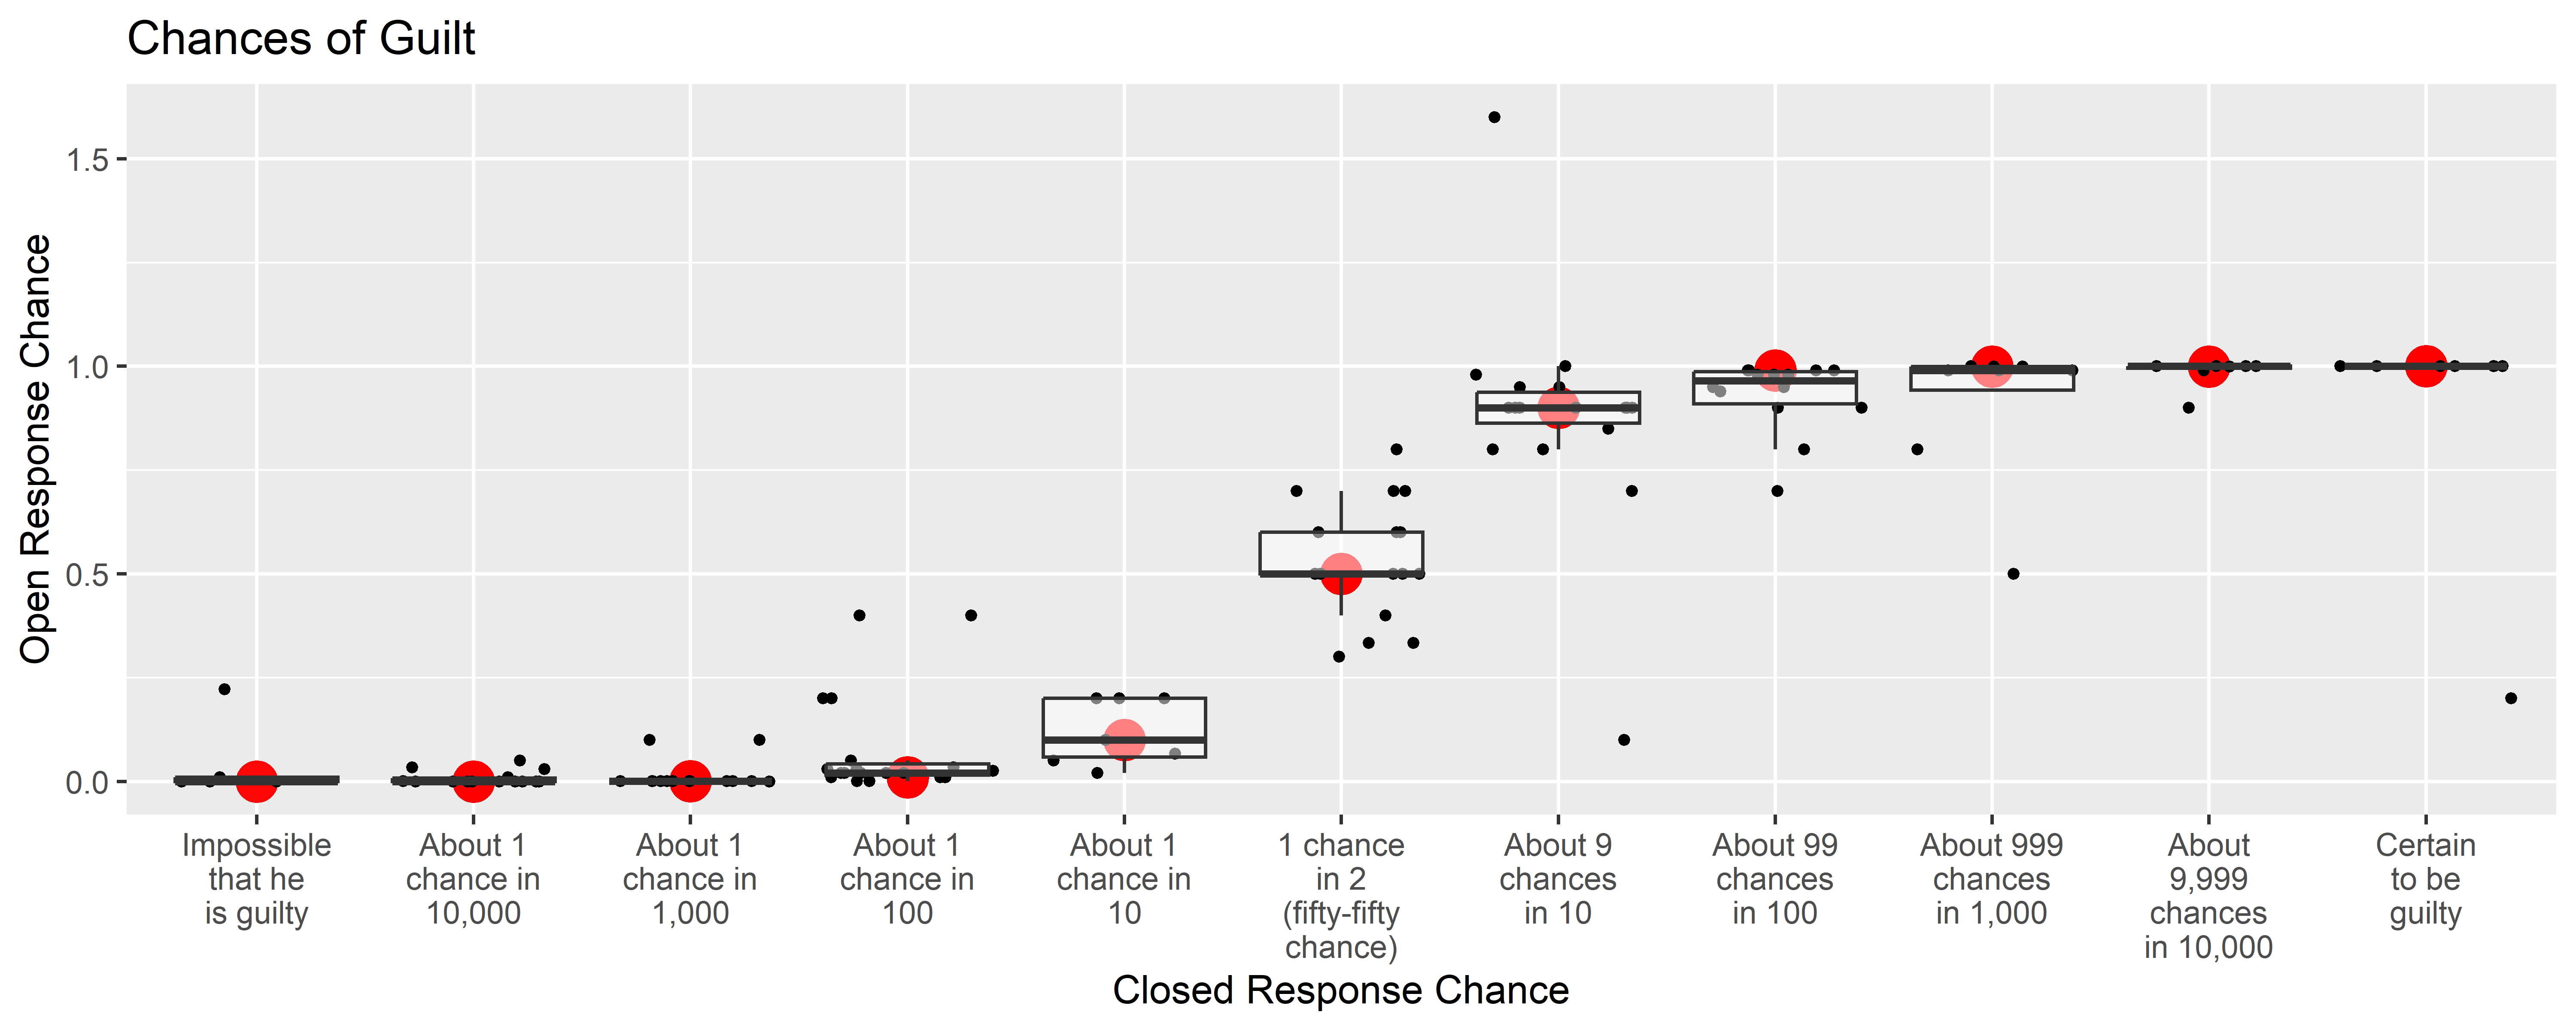 Chances of Guilt
Open Response Chance
1.5
1.0
0.5
0.0
Impossible
that he
is guilty
About 1
chance in
10,000
About 1
chance in
1,000
About 1
chance in
100
About 1
chance in
10
1 chance
in 2
(fifty-fifty
chance)
About 9
chances
in 10
About 99
chances
in 100
About 999
chances
in 1,000
About
9,999
chances
in 10,000
Certain
to be
guilty
Closed Response Chance